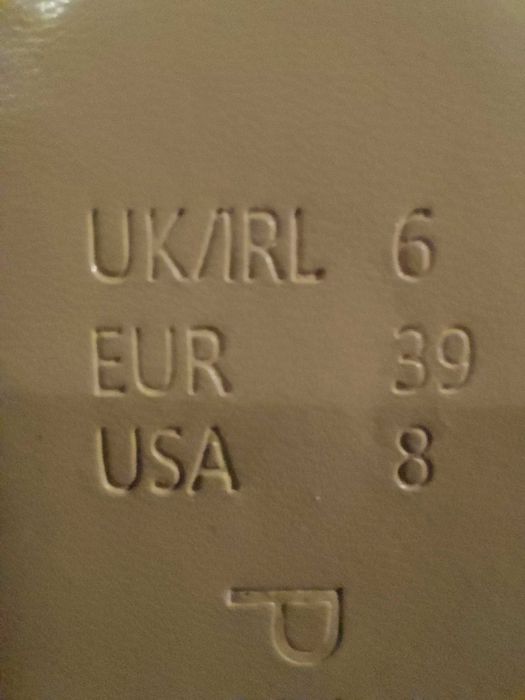 UK/IRL 6
EUR 39
USA 8
P